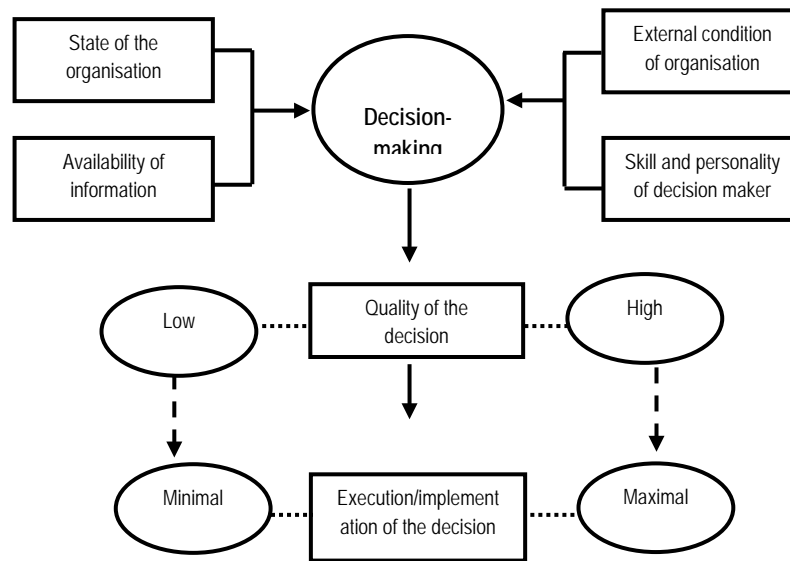 State of the
organisation
External condition
of organisation
Decision-
making
Availability of
information
Skill and personality
of decision maker
Low
Quality of the
decision
High
Minimal
Execution/implement
ation of the decision
Maximal